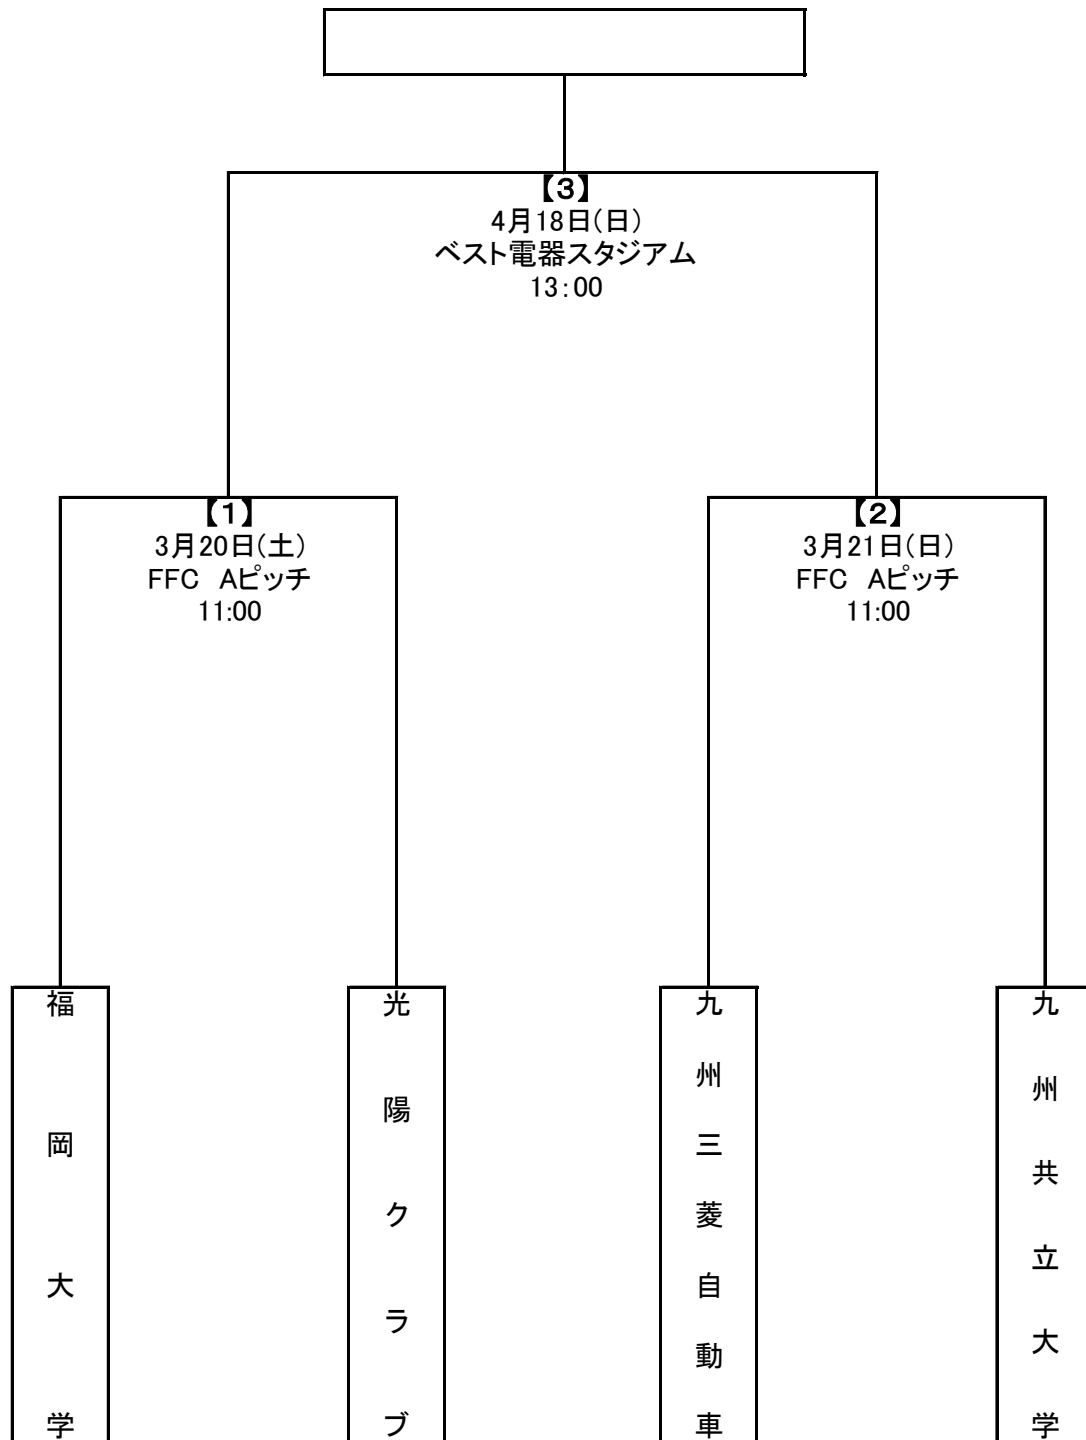 【3】
4月18日(日)
ベスト電器スタジアム
13:00
【1】
3月20日(土)
FFC Aピッチ
11:00
【2】
3月21日(日)
FFC Aピッチ
11:00
福岡大学
光陽クラブ
九州三菱自動車
九州共立大学